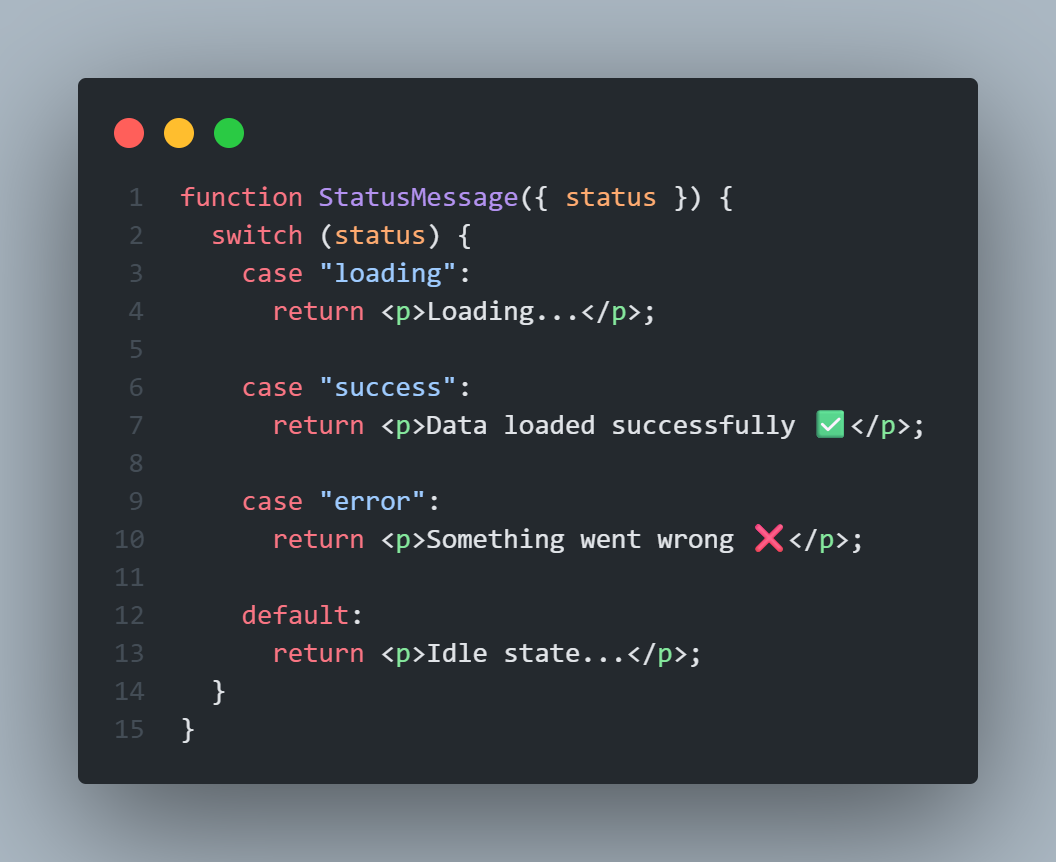 1 function StatusMessage({ status }) {
2   switch (status) {
3     case "loading":
4       return <p>Loading...</p>;
5
6     case "success":
7       return <p>Data loaded successfully ✅</p>;
8
9     case "error":
10       return <p>Something went wrong ❌</p>;
11
12     default:
13       return <p>Idle state...</p>;
14   }
15 }